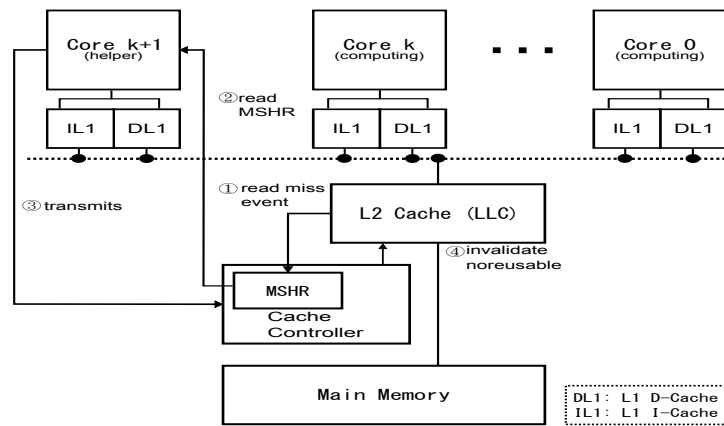 Core k+1
(helper)
Core k
(computing)
Core 0
(computing)
②read
MSHR
IL1
DL1
IL1
DL1
IL1
DL1
①read miss
event
③transmits
L2 Cache (LLC)
④invalidate
noreusable
MSHR
Cache
Controller
Main Memory
DL1: L1 D-Cache
IL1: L1 I-Cache